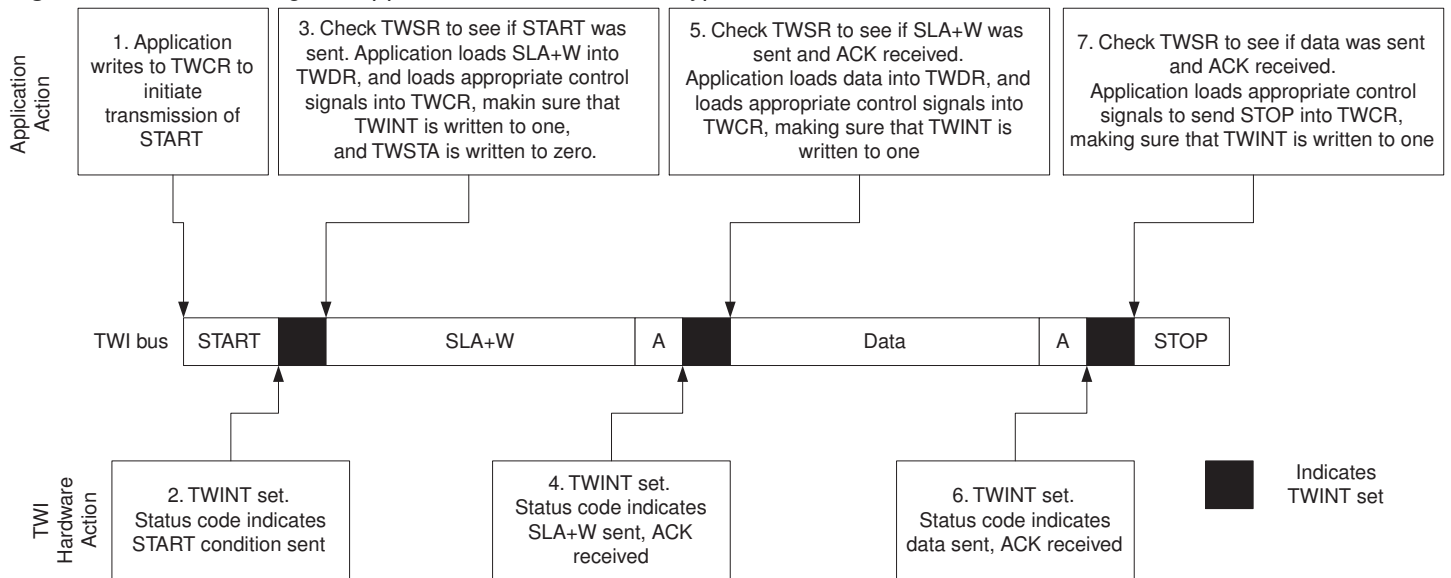 Application
Action
1. Application
writes to TWCR to
initiate
transmission of
START
3. Check TWSR to see if START was
sent. Application loads SLA+W into
TWDR, and loads appropriate control
signals into TWCR, makin sure that
TWINT is written to one,
and TWSTA is written to zero.
5. Check TWSR to see if SLA+W was
sent and ACK received.
Application loads data into TWDR, and
loads appropriate control signals into
TWCR, making sure that TWINT is
written to one
7. Check TWSR to see if data was sent
and ACK received.
Application loads appropriate control
signals to send STOP into TWCR,
making sure that TWINT is written to one
TWI bus
START
SLA+W
A
Data
A
STOP
TWI
Hardware
Action
2. TWINT set.
Status code indicates
START condition sent
4. TWINT set.
Status code indicates
SLA+W sent, ACK
received
6. TWINT set.
Status code indicates
data sent, ACK received
Indicates
TWINT set